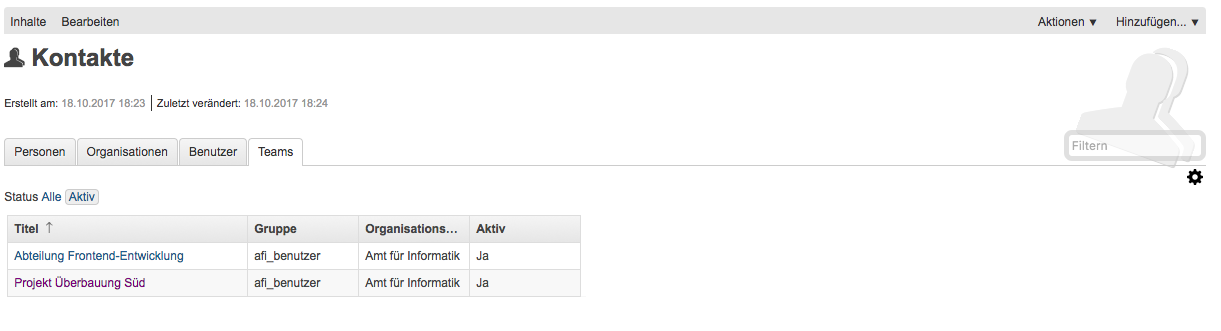 Inhalte Bearbeiten Aktionen ▼ Hinzufügen... ▼
Kontakte
Erstellt am: 18.10.2017 18:23 | Zuletzt verändert: 18.10.2017 18:24
Filtern
Personen Organisationen Benutzer Teams
Status Alle Aktiv
Titel ↑ Gruppe Organisations… Aktiv
Abteilung Frontend-Entwicklung afi_benutzer Amt für Informatik Ja
Projekt Überbauung Süd afi_benutzer Amt für Informatik Ja